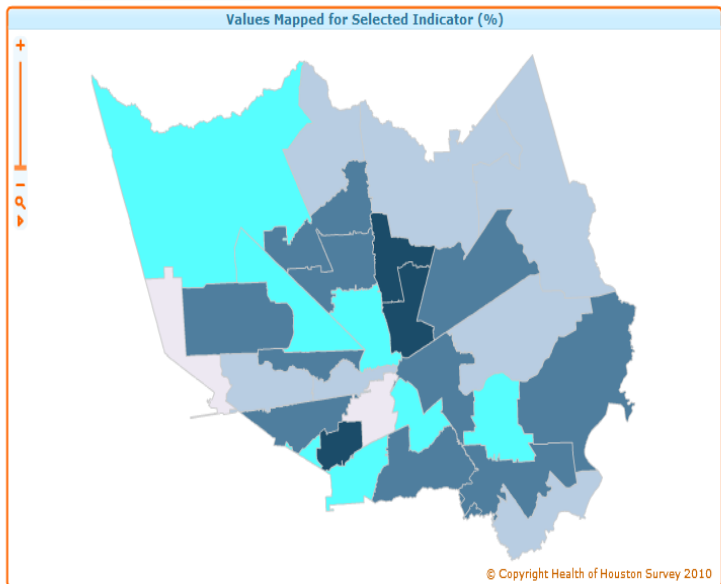 Values Mapped for Selected Indicator (%)
© Copyright Health of Houston Survey 2010